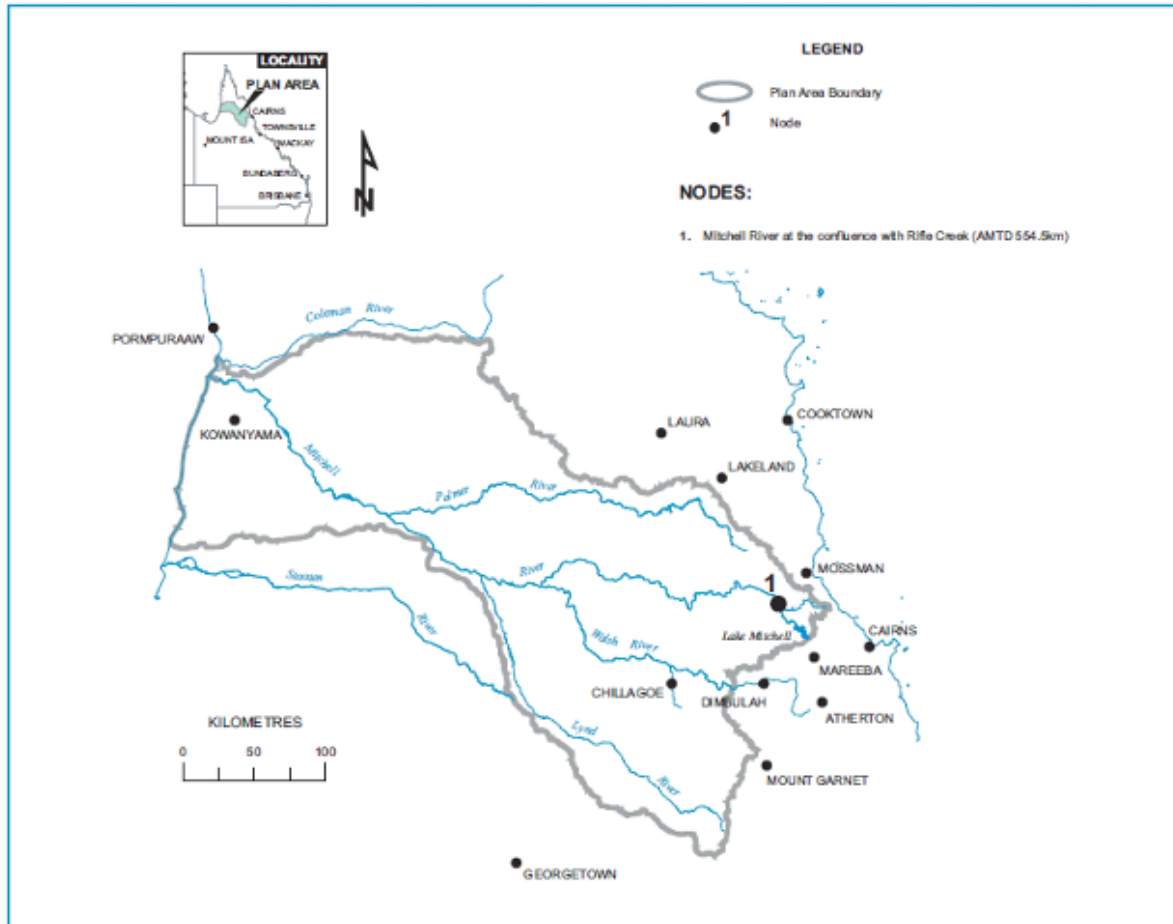 LOCALITY
PLAN AREA
CAIRNS
TOWNSVILLE
MOUNT ISA
MACKAY
BUNDABERG
BRISBANE
N
LEGEND
Plan Area Boundary
1
Node
NODES:
1. Mitchell River at the confluence with Rifle Creek (AMTD 554.5km)
Coleman River
PORMPURAAW
KOWANYAMA
LAURA
COOKTOWN
LAKELAND
Mitchell
Palmer River
River
MOSSMAN
1
Staaten
River
Lake Mitchell
CAIRNS
Walsh River
MAREEBA
CHILLAGOE
DIMBULAH
ATHERTON
KILOMETRES
0 50 100
Lynd
River
MOUNT GARNET
GEORGETOWN